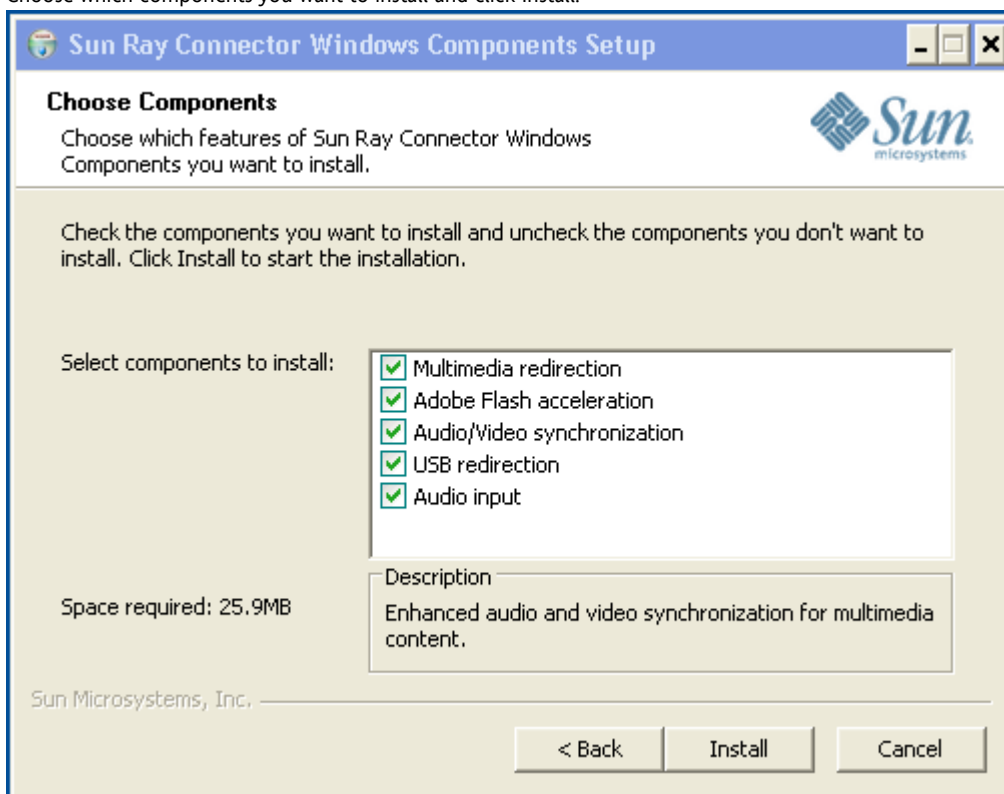 Choose which components you want to install and click Install.
Sun Ray Connector Windows Components Setup
Choose Components
Choose which features of Sun Ray Connector Windows
Components you want to install.
Sun
microsystems
Check the components you want to install and uncheck the components you don't want to
install. Click Install to start the installation.
Select components to install:
Multimedia redirection
Adobe Flash acceleration
Audio/Video synchronization
USB redirection
Audio input
Space required: 25.9MB
Description
Enhanced audio and video synchronization for multimedia
content.
Sun Microsystems, Inc.
< Back
Install
Cancel